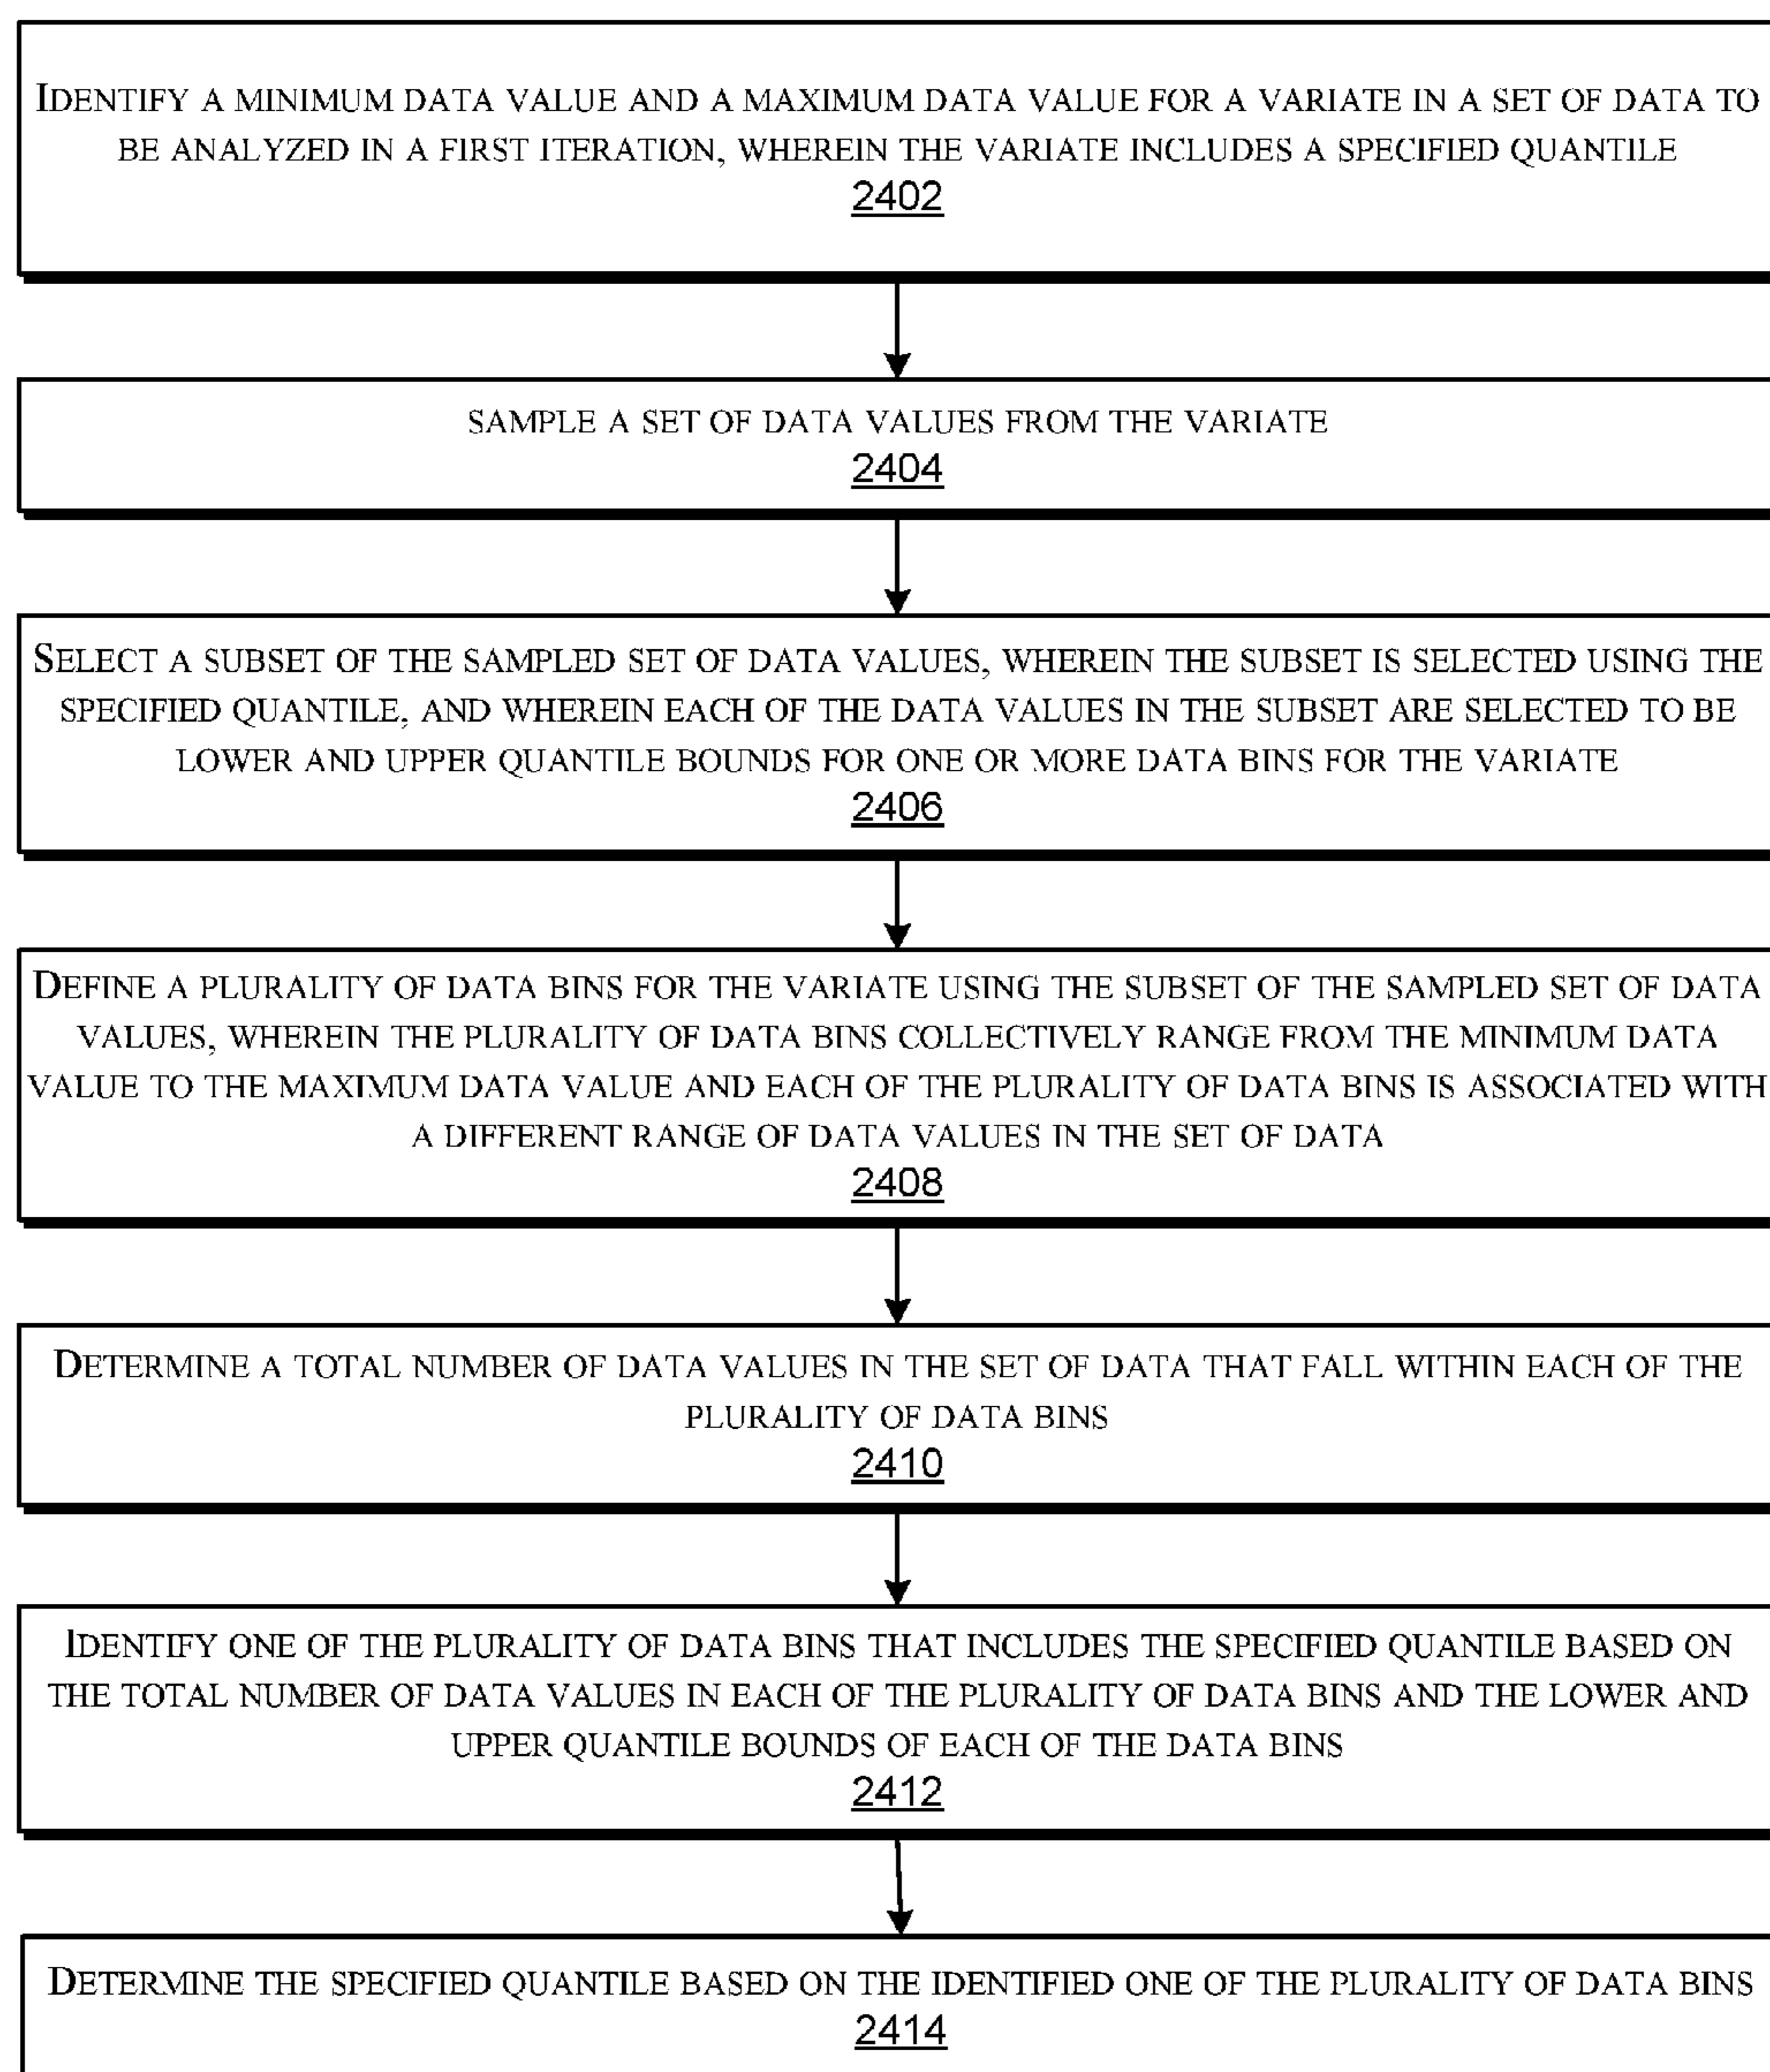 IDENTIFY A MINIMUM DATA VALUE AND A MAXIMUM DATA VALUE FOR A VARIATE IN A SET OF DATA TO
BE ANALYZED IN A FIRST ITERATION, WHEREIN THE VARIATE INCLUDES A SPECIFIED QUANTILE
2402
SAMPLE A SET OF DATA VALUES FROM THE VARIATE
2404
SELECT A SUBSET OF THE SAMPLED SET OF DATA VALUES, WHEREIN THE SUBSET IS SELECTED USING THE
SPECIFIED QUANTILE, AND WHEREIN EACH OF THE DATA VALUES IN THE SUBSET ARE SELECTED TO BE
LOWER AND UPPER QUANTILE BOUNDS FOR ONE OR MORE DATA BINS FOR THE VARIATE
2406
DEFINE A PLURALITY OF DATA BINS FOR THE VARIATE USING THE SUBSET OF THE SAMPLED SET OF DATA
VALUES, WHEREIN THE PLURALITY OF DATA BINS COLLECTIVELY RANGE FROM THE MINIMUM DATA
VALUE TO THE MAXIMUM DATA VALUE AND EACH OF THE PLURALITY OF DATA BINS IS ASSOCIATED WITH
A DIFFERENT RANGE OF DATA VALUES IN THE SET OF DATA
2408
DETERMINE A TOTAL NUMBER OF DATA VALUES IN THE SET OF DATA THAT FALL WITHIN EACH OF THE
PLURALITY OF DATA BINS
2410
IDENTIFY ONE OF THE PLURALITY OF DATA BINS THAT INCLUDES THE SPECIFIED QUANTILE BASED ON
THE TOTAL NUMBER OF DATA VALUES IN EACH OF THE PLURALITY OF DATA BINS AND THE LOWER AND
UPPER QUANTILE BOUNDS OF EACH OF THE DATA BINS
2412
DETERMINE THE SPECIFIED QUANTILE BASED ON THE IDENTIFIED ONE OF THE PLURALITY OF DATA BINS
2414